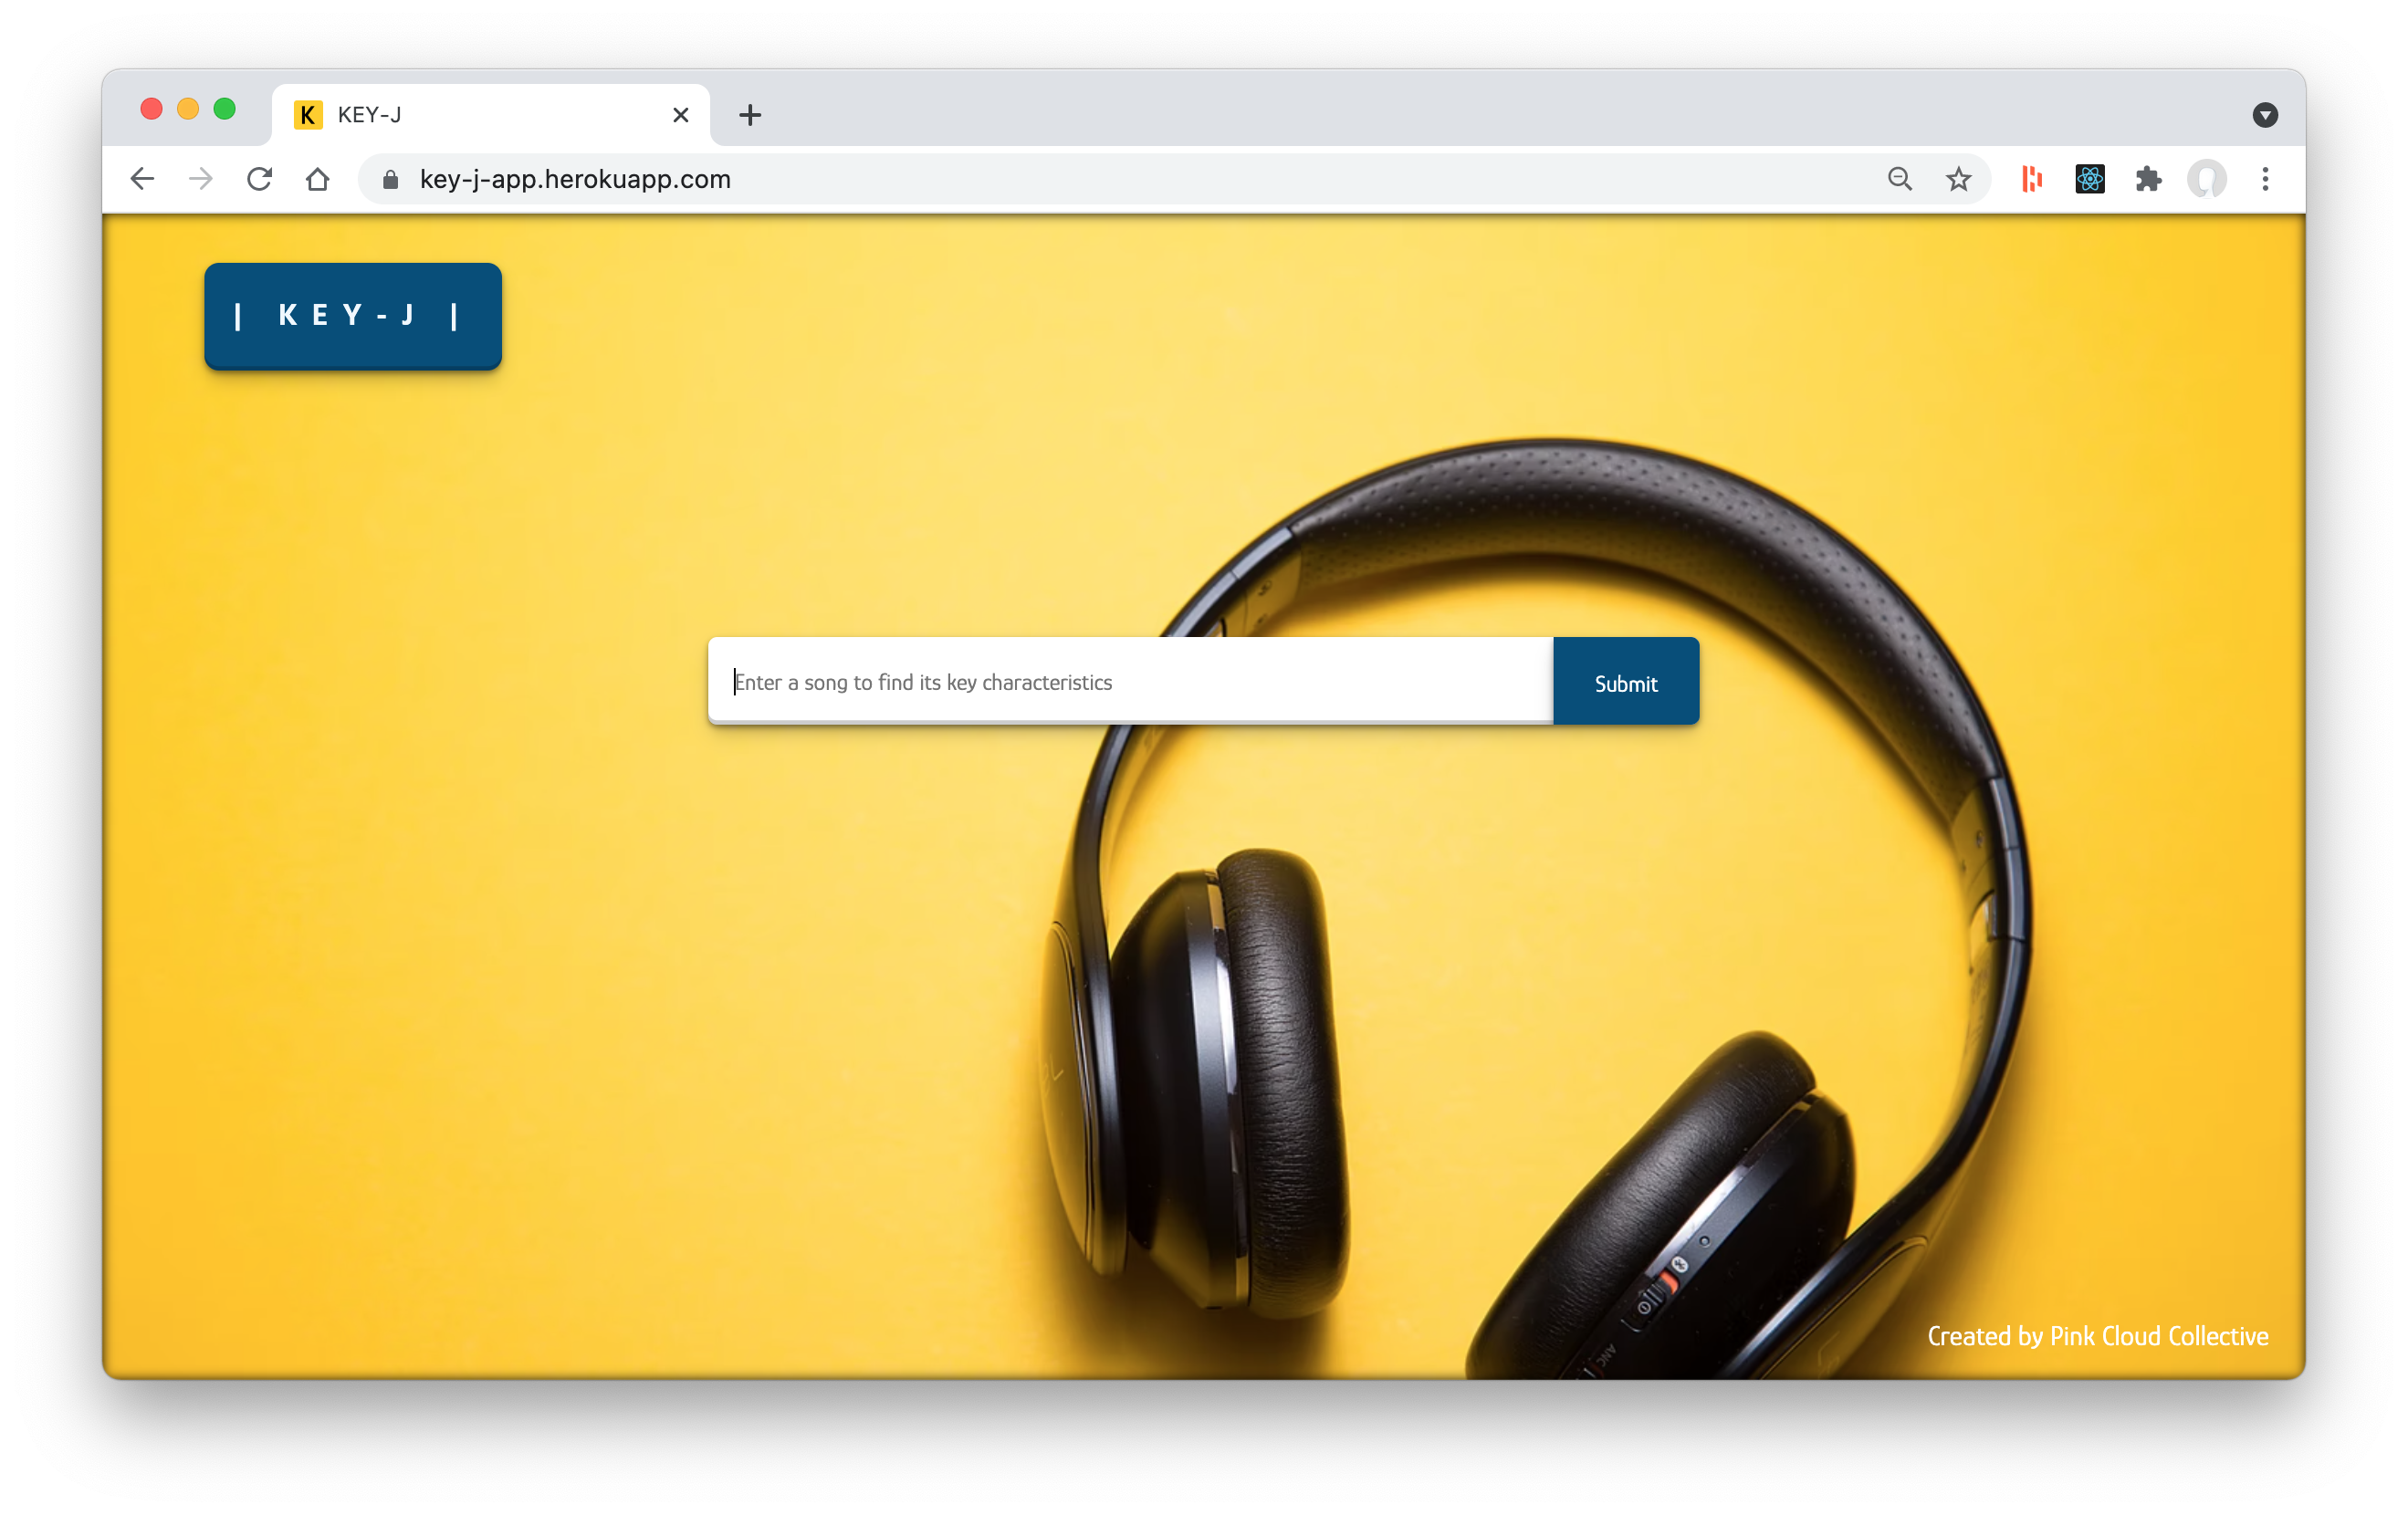 K KEY-J
key-j-app.herokuapp.com
| KEY-J |
Enter a song to find its key characteristics
Submit
ANC
Created by Pink Cloud Collective